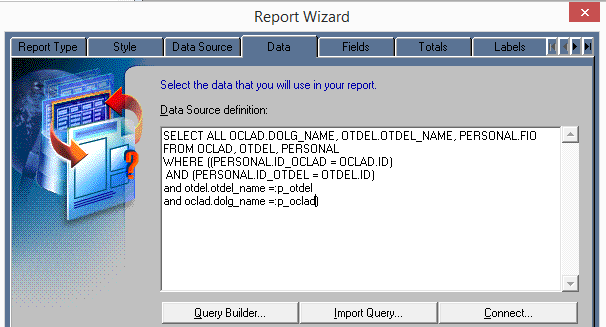 Report Wizard
Report Type Style Data Source Data Fields Totals Labels
Select the data that you will use in your report.
Data Source definition:
SELECT ALL OCLAD.DOLG_NAME, OTDEL.OTDEL_NAME, PERSONAL.FIO
FROM OCLAD, OTDEL, PERSONAL
WHERE ((PERSONAL.ID_OCLAD = OCLAD.ID)
AND (PERSONAL.ID_OTDEL = OTDEL.ID)
and otdel.otdel_name =:p_otdel
and oclad.dolg_name =:p_oclad)
Query Builder... Import Query... Connect...